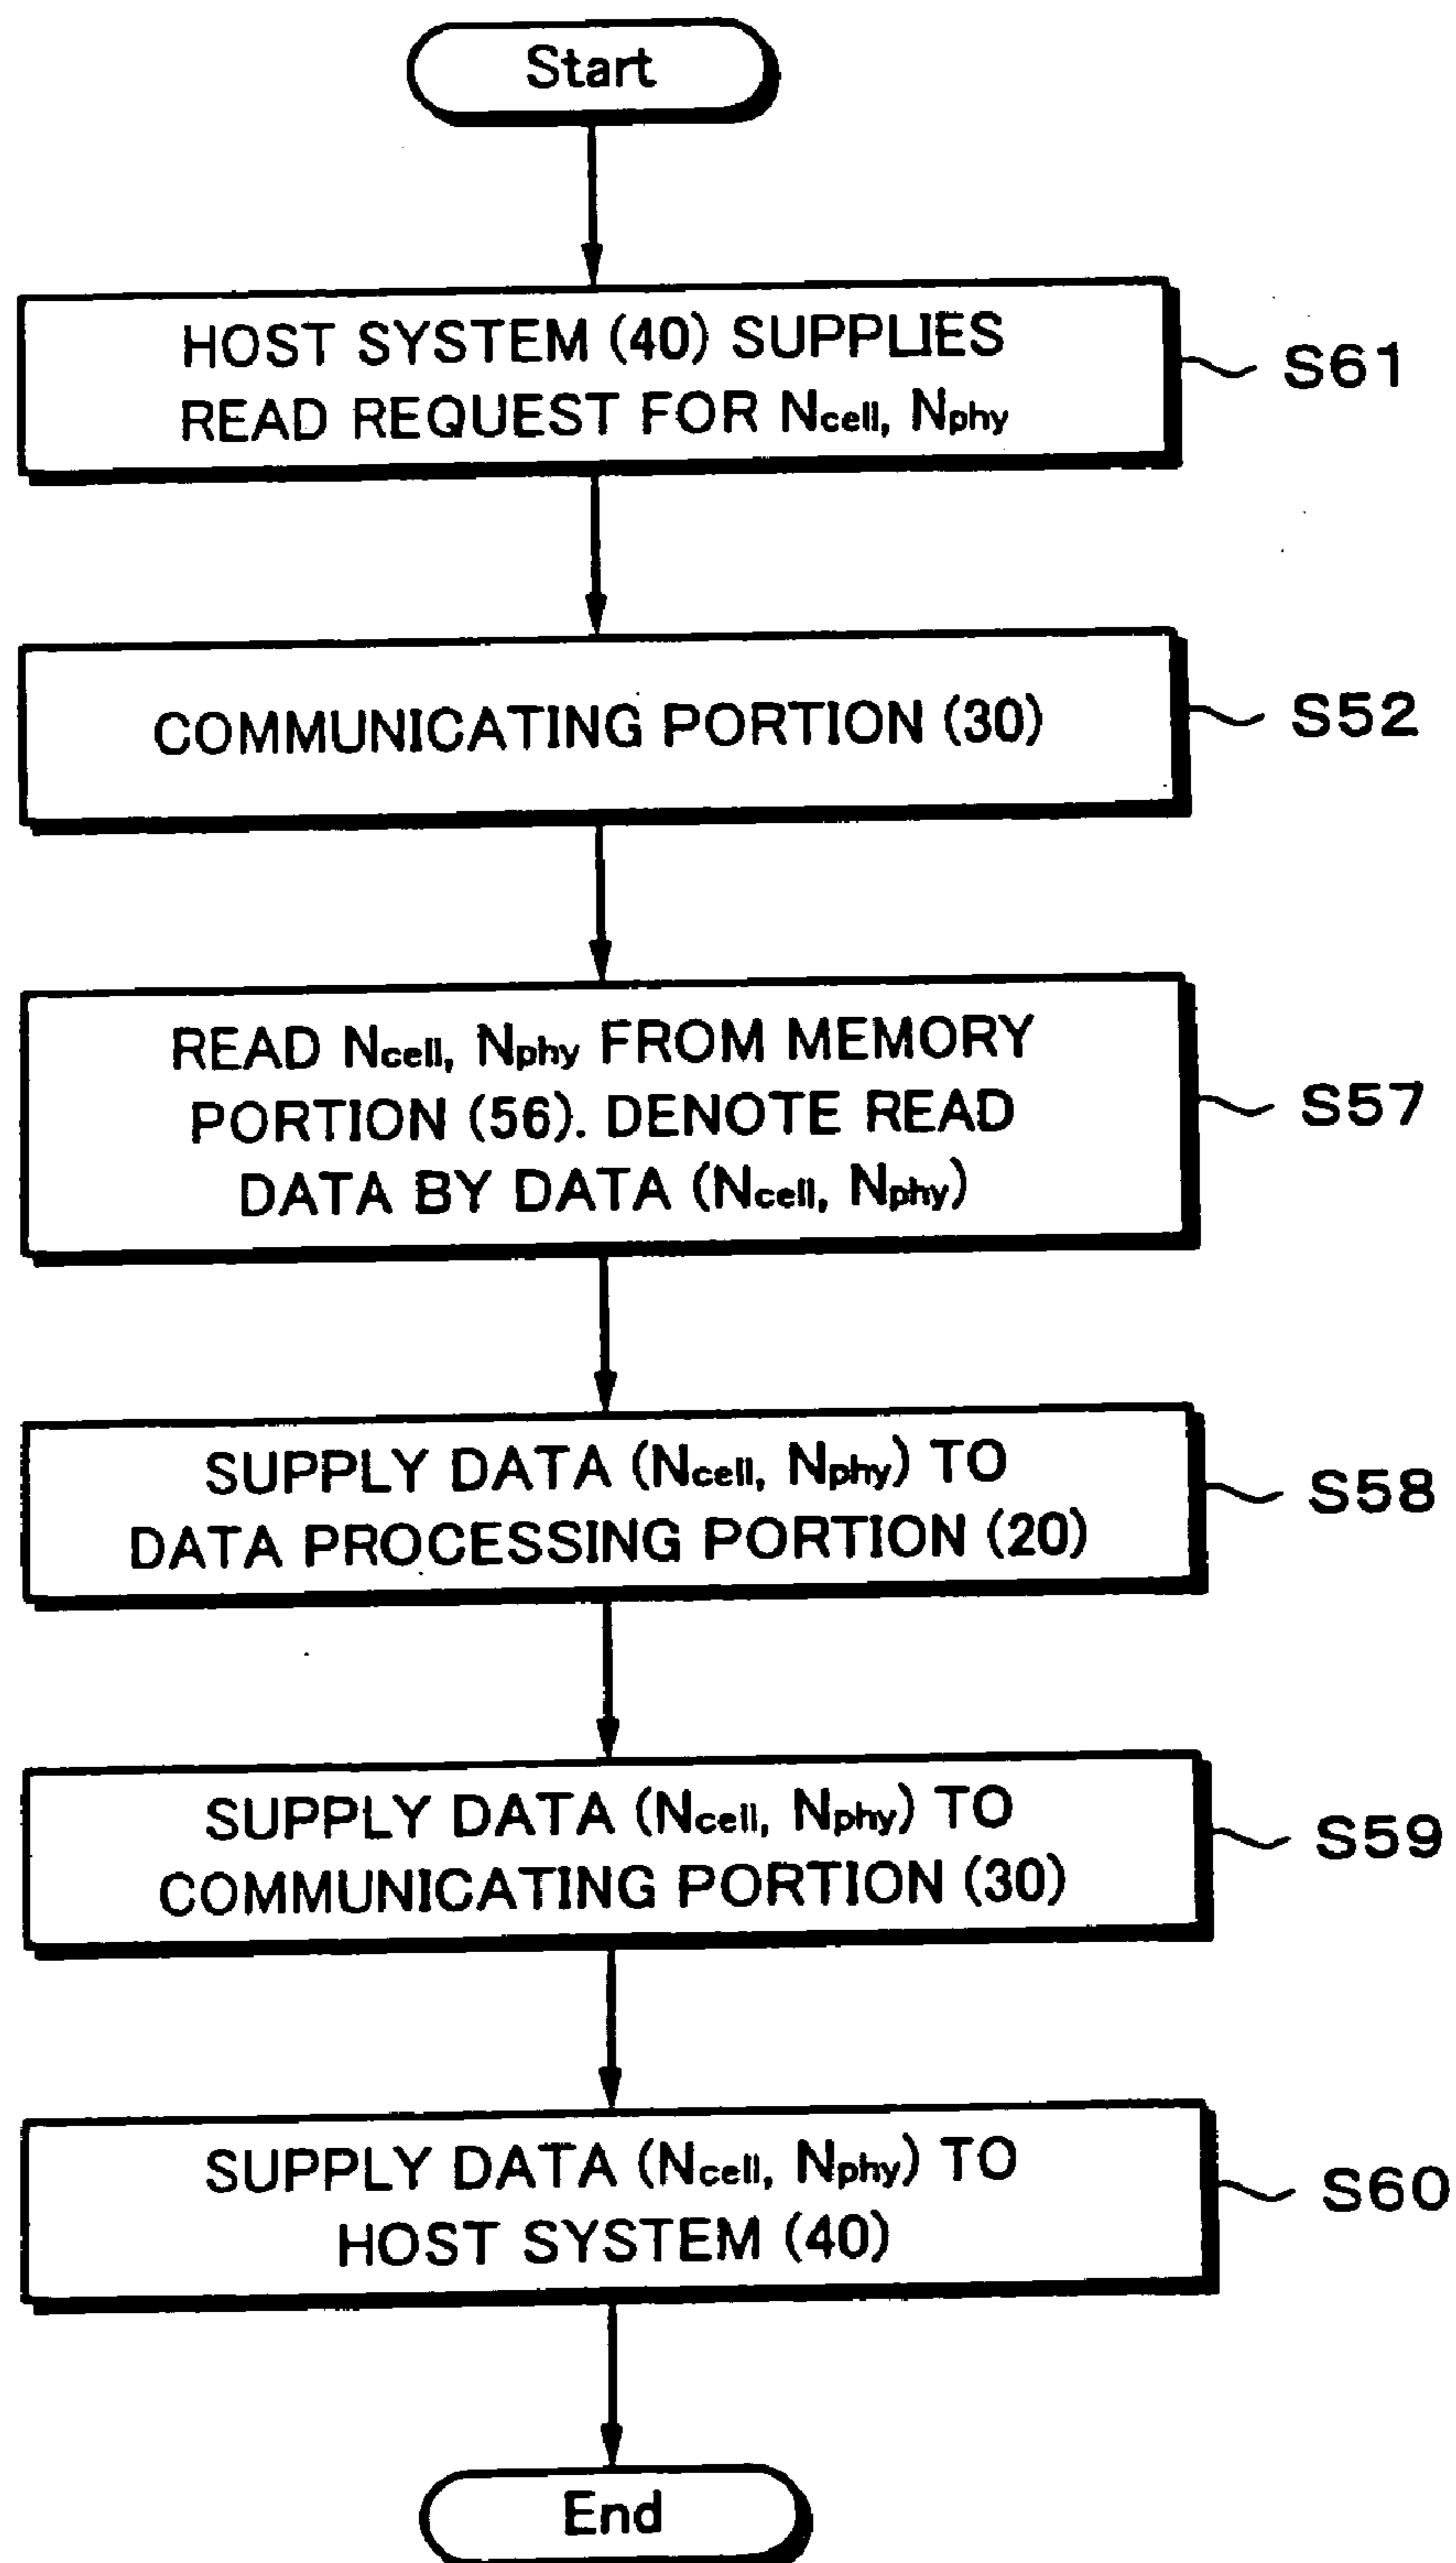 Start
HOST SYSTEM (40) SUPPLIES
READ REQUEST FOR Ncell, Nphy
S61
COMMUNICATING PORTION (30)
S52
READ Ncell, Nphy FROM MEMORY
PORTION (56). DENOTE READ
DATA BY DATA (Ncell, Nphy)
S57
SUPPLY DATA (Ncell, Nphy) TO
DATA PROCESSING PORTION (20)
S58
SUPPLY DATA (Ncell, Nphy) TO
COMMUNICATING PORTION (30)
S59
SUPPLY DATA (Ncell, Nphy) TO
HOST SYSTEM (40)
S60
End